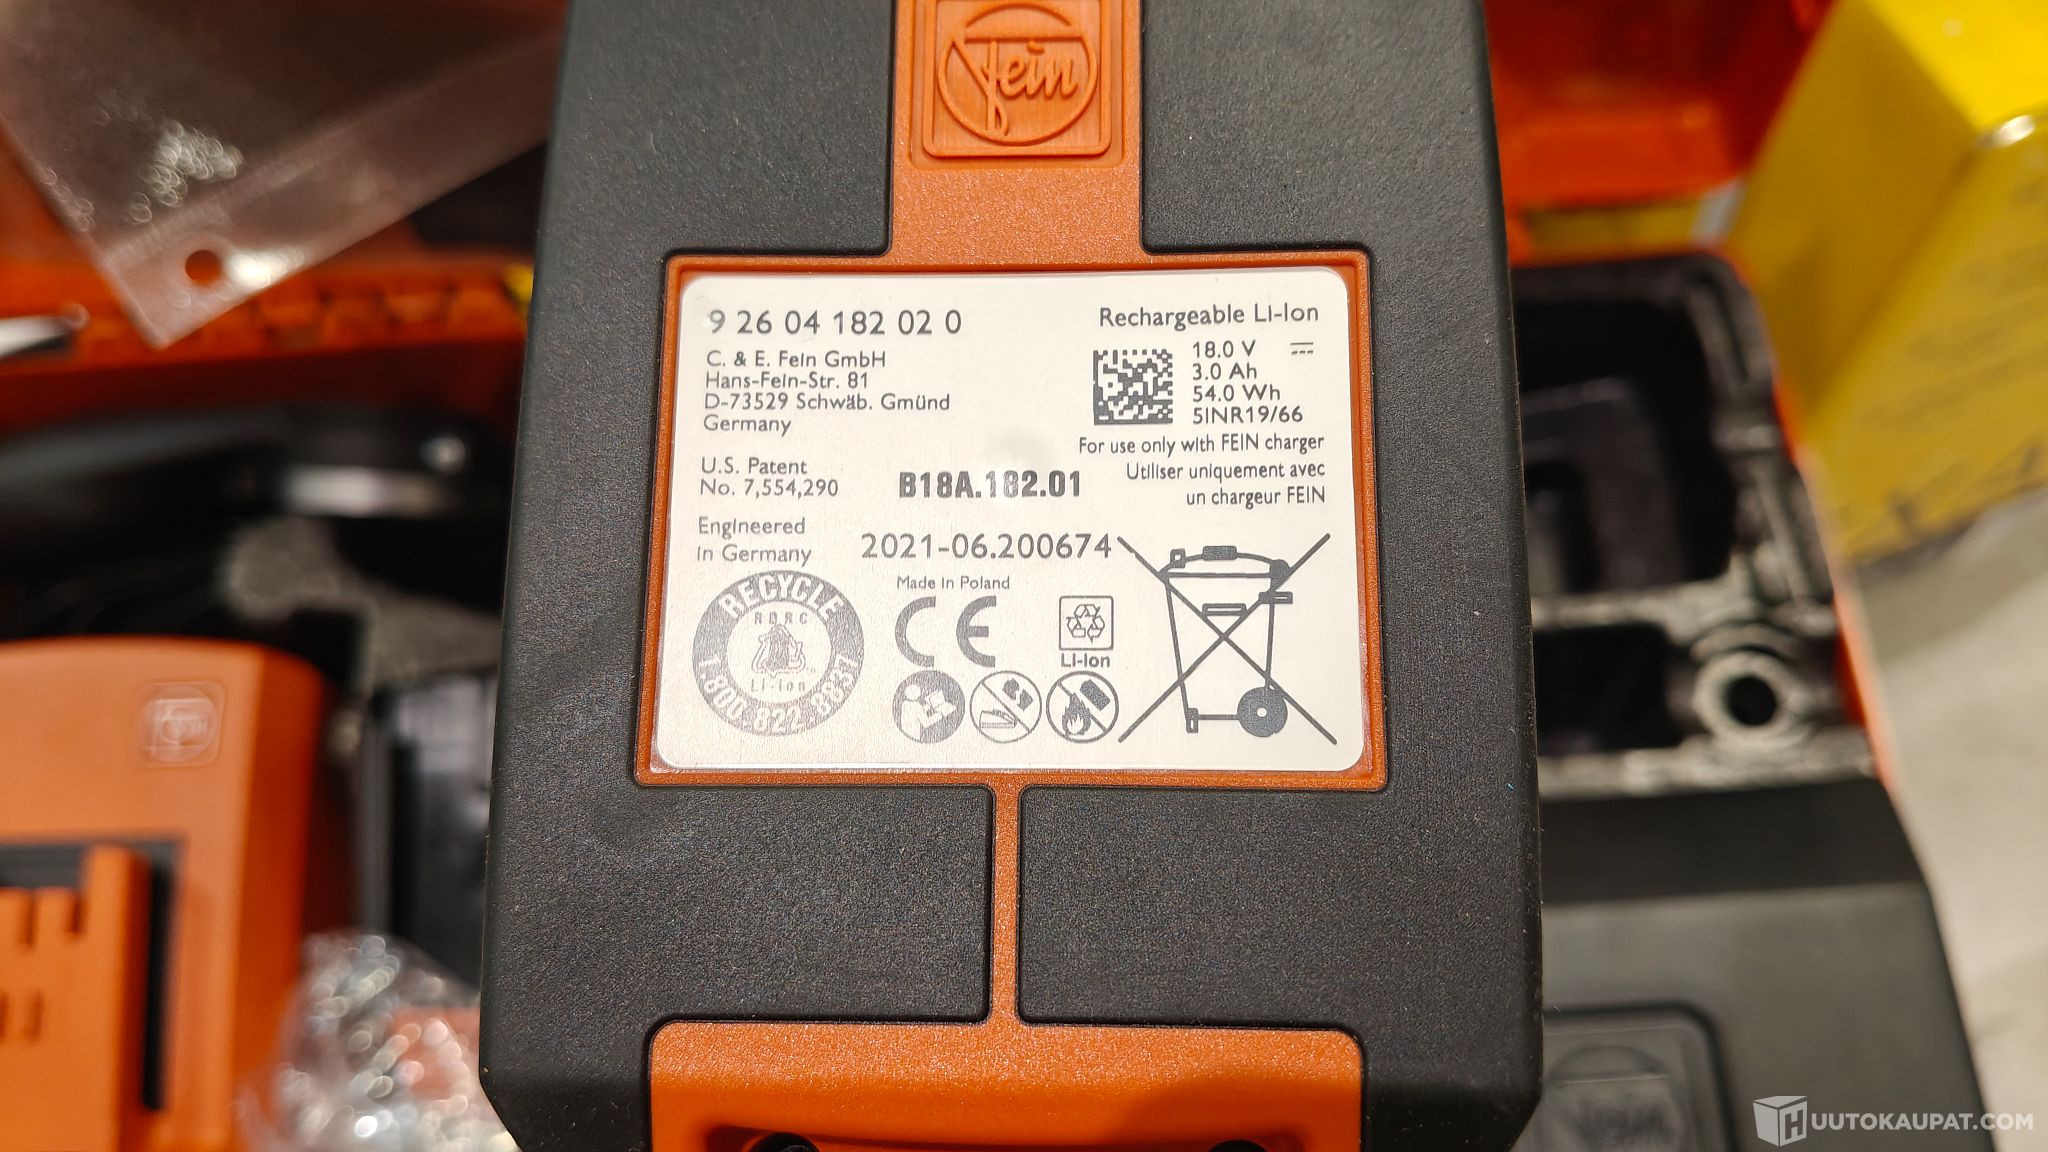 fein
9 26 04 182 02 0
C. & E. Fein GmbH
Hans-Fein-Str. 81
D-73529 Schwäb. Gmünd
Germany
U.S. Patent
No. 7,554,290
Engineered
in Germany
Rechargeable Li-Ion
18.0 V
3.0 Ah
54.0 Wh
5INR19/66
For use only with FEIN charger
Utiliser uniquement avec
un chargeur FEIN
B18A.182.01
2021-06.200674
Made in Poland
CE
Li-Ion
RECYCLE
RBRC
Li-Ion
1.800.822.8837
HUUTOKAUPAT.COM